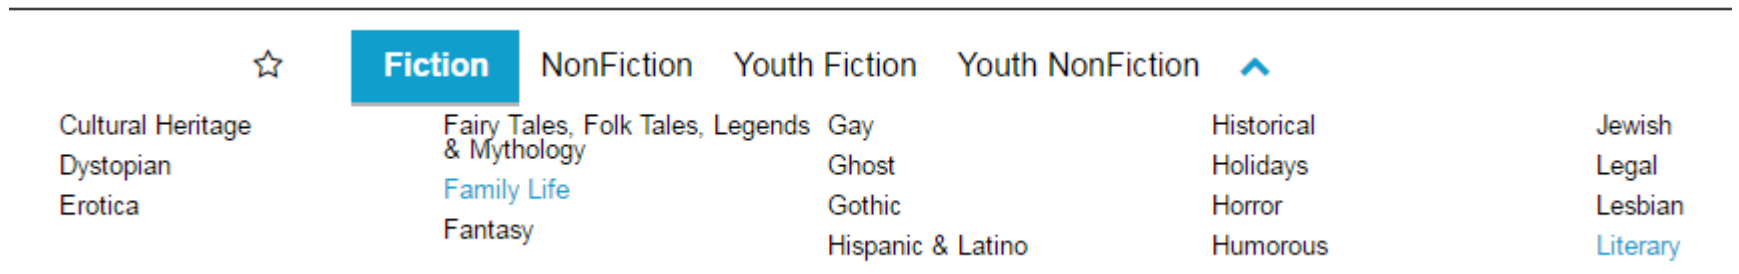 Fiction NonFiction Youth Fiction Youth NonFiction
Cultural Heritage
Dystopian
Erotica
Fairy Tales, Folk Tales, Legends
& Mythology
Family Life
Fantasy
Gay
Ghost
Gothic
Hispanic & Latino
Historical
Holidays
Horror
Humorous
Jewish
Legal
Lesbian
Literary